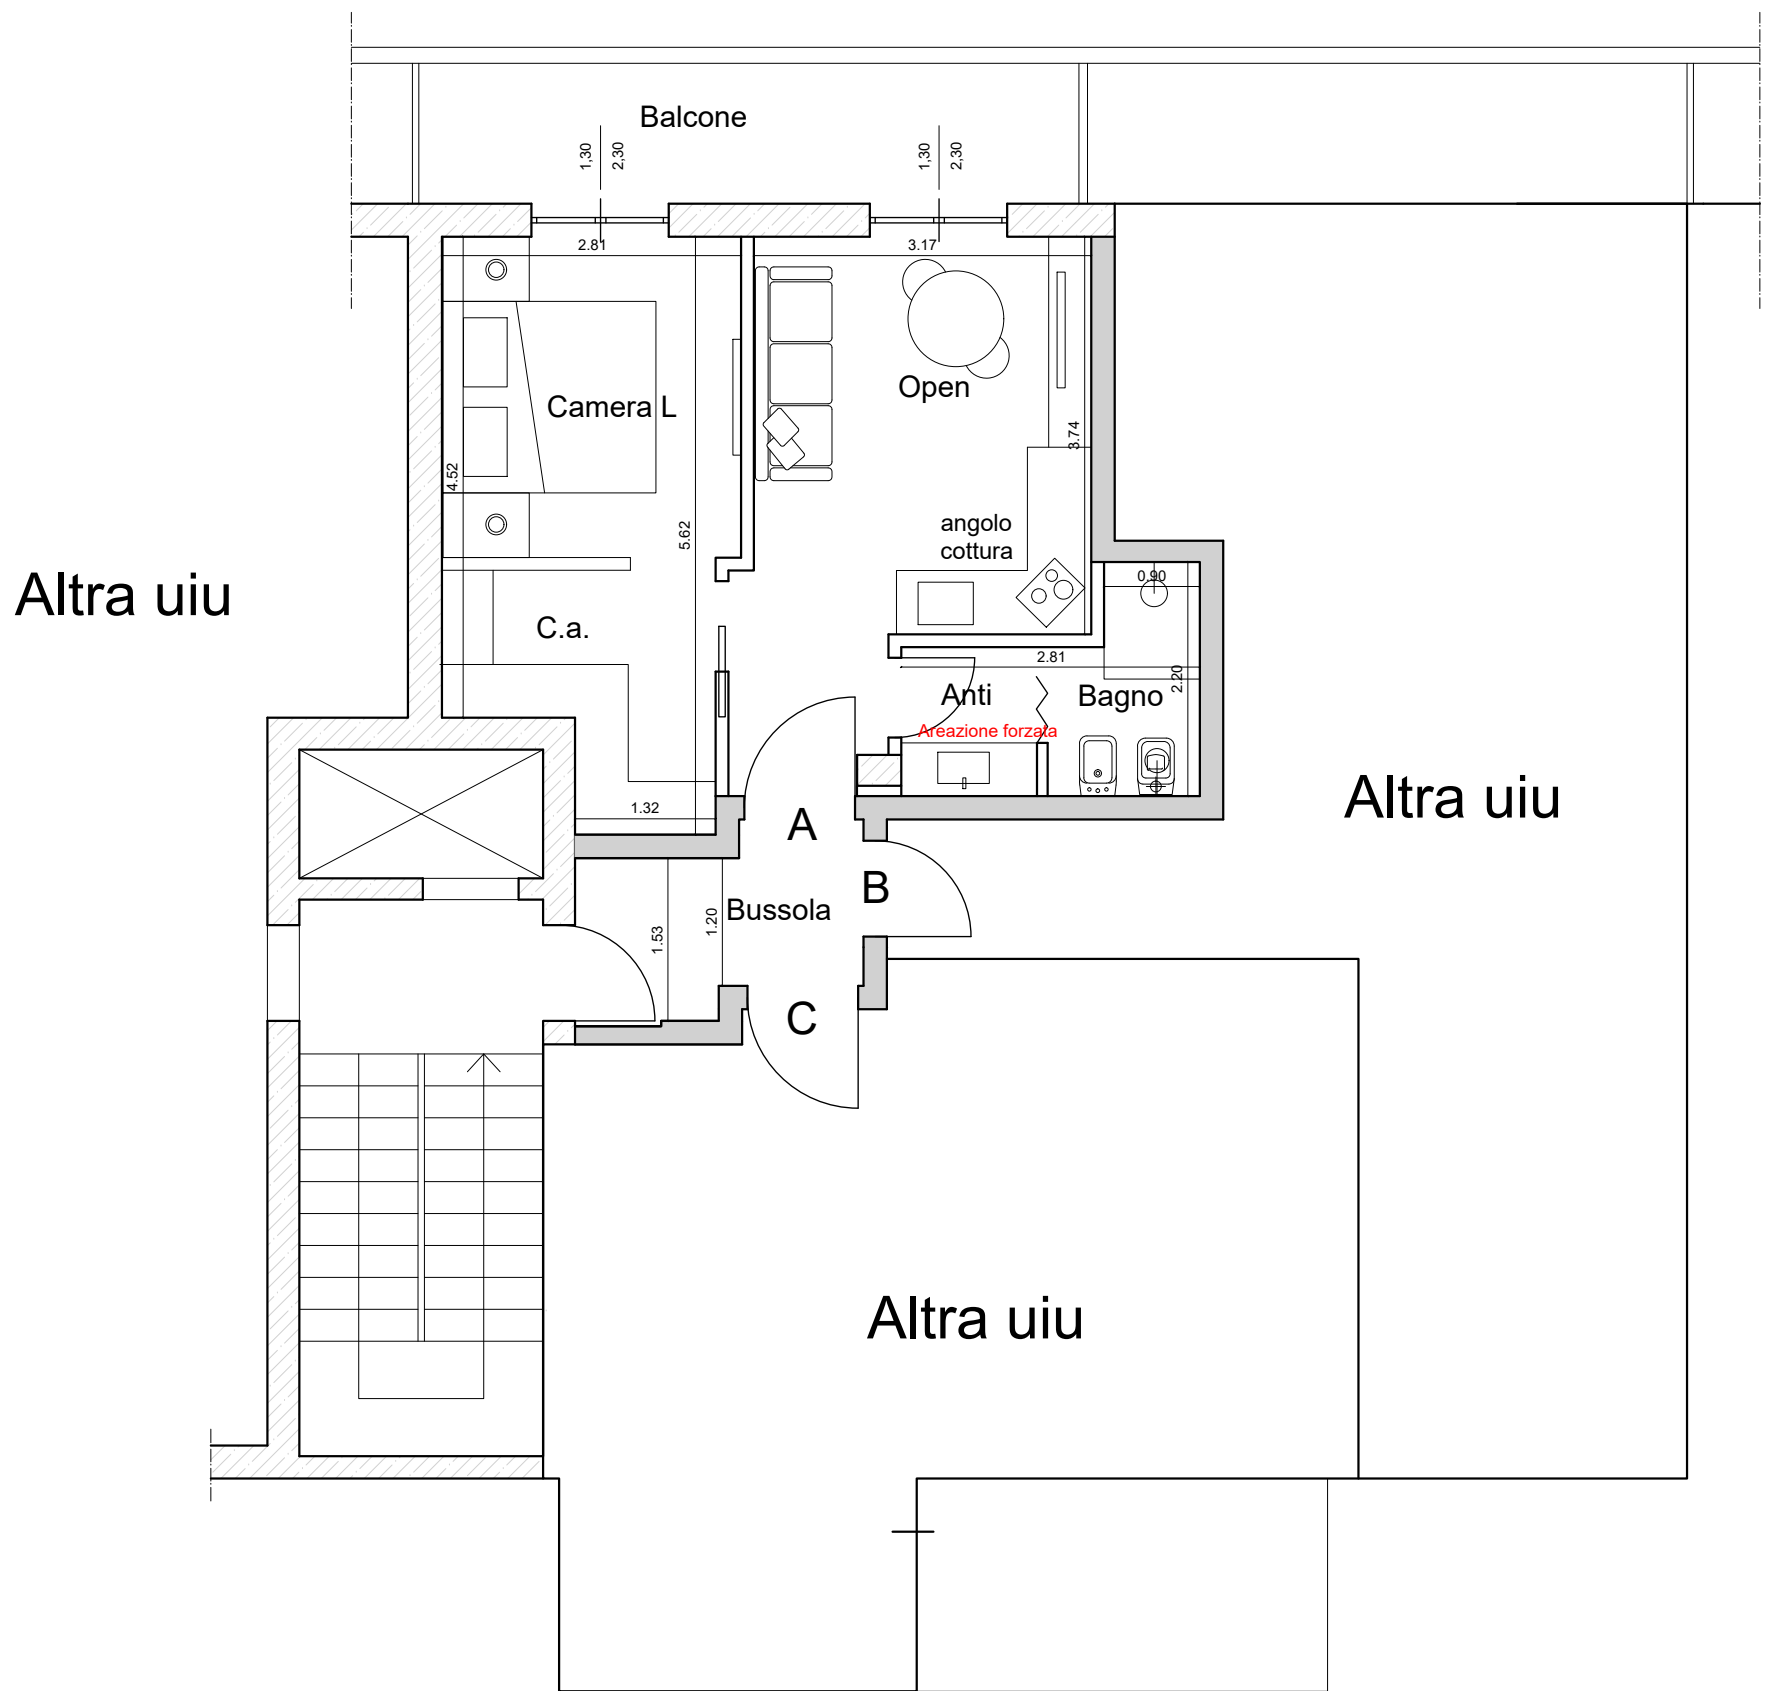 Balcone
1,30
2,30
1,30
2,30
2.81
3.17
Open
Camera L
3.74
4.52
5.62
angolo
cottura
0.90
Altra uiu
C.a.
2.81
2.20
Anti
Bagno
Areazione forzata
1.32
A
Altra uiu
B
Bussola
1.20
1.53
C
Altra uiu